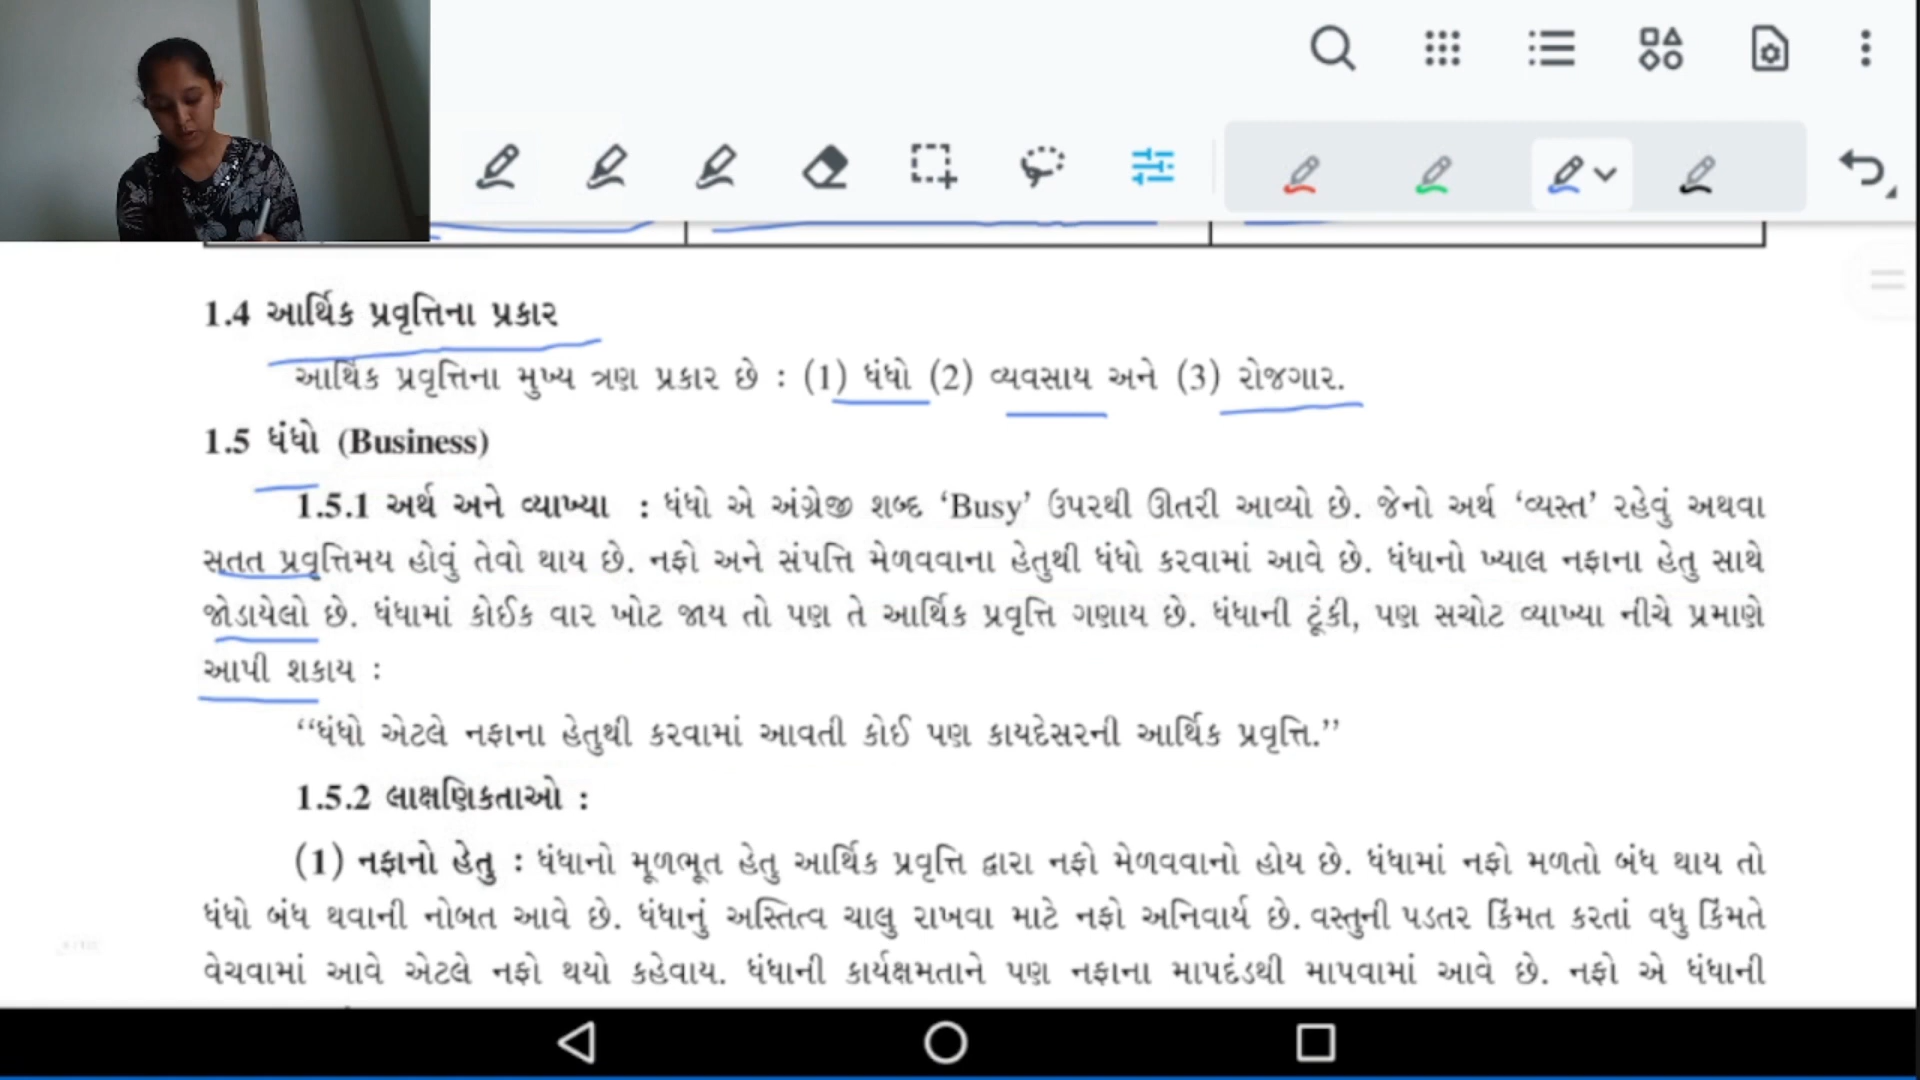 1.4 આર્થિક પ્રવૃત્તિના પ્રકાર
આર્થિક પ્રવૃત્તિના મુખ્ય ત્રણ પ્રકાર છે : (1) ધંધો (2) વ્યવસાય અને (3) રોજગાર.
1.5 ધંધો (Business)
1.5.1 અર્થ અને વ્યાખ્યા : ધંધો એ અંગ્રેજી શબ્દ ‘Busy’ ઉપરથી ઊતરી આવ્યો છે. જેનો અર્થ ‘વ્યસ્ત’ રહેવું અથવા
સતત પ્રવૃત્તિમય હોવું તેવો થાય છે. નફો અને સંપત્તિ મેળવવાના હેતુથી ધંધો કરવામાં આવે છે. ધંધાનો ખ્યાલ નફાના હેતુ સાથે
જોડાયેલો છે. ધંધામાં કોઈક વાર ખોટ જાય તો પણ તે આર્થિક પ્રવૃત્તિ ગણાય છે. ધંધાની ટૂંકી, પણ સચોટ વ્યાખ્યા નીચે પ્રમાણે
આપી શકાય :
‘‘ધંધો એટલે નફાના હેતુથી કરવામાં આવતી કોઈ પણ કાયદેસરની આર્થિક પ્રવૃત્તિ.’’
1.5.2 લાક્ષણિકતાઓ :
(1) નફાનો હેતુ : ધંધાનો મૂળભૂત હેતુ આર્થિક પ્રવૃત્તિ દ્વારા નફો મેળવવાનો હોય છે. ધંધામાં નફો મળતો બંધ થાય તો
ધંધો બંધ થવાની નોબત આવે છે. ધંધાનું અસ્તિત્વ ચાલુ રાખવા માટે નફો અનિવાર્ય છે. વસ્તુની પડતર કિંમત કરતાં વધુ કિંમતે
વેચવામાં આવે એટલે નફો થયો કહેવાય. ધંધાની કાર્યક્ષમતાને પણ નફાના માપદંડથી માપવામાં આવે છે. નફો એ ધંધાની